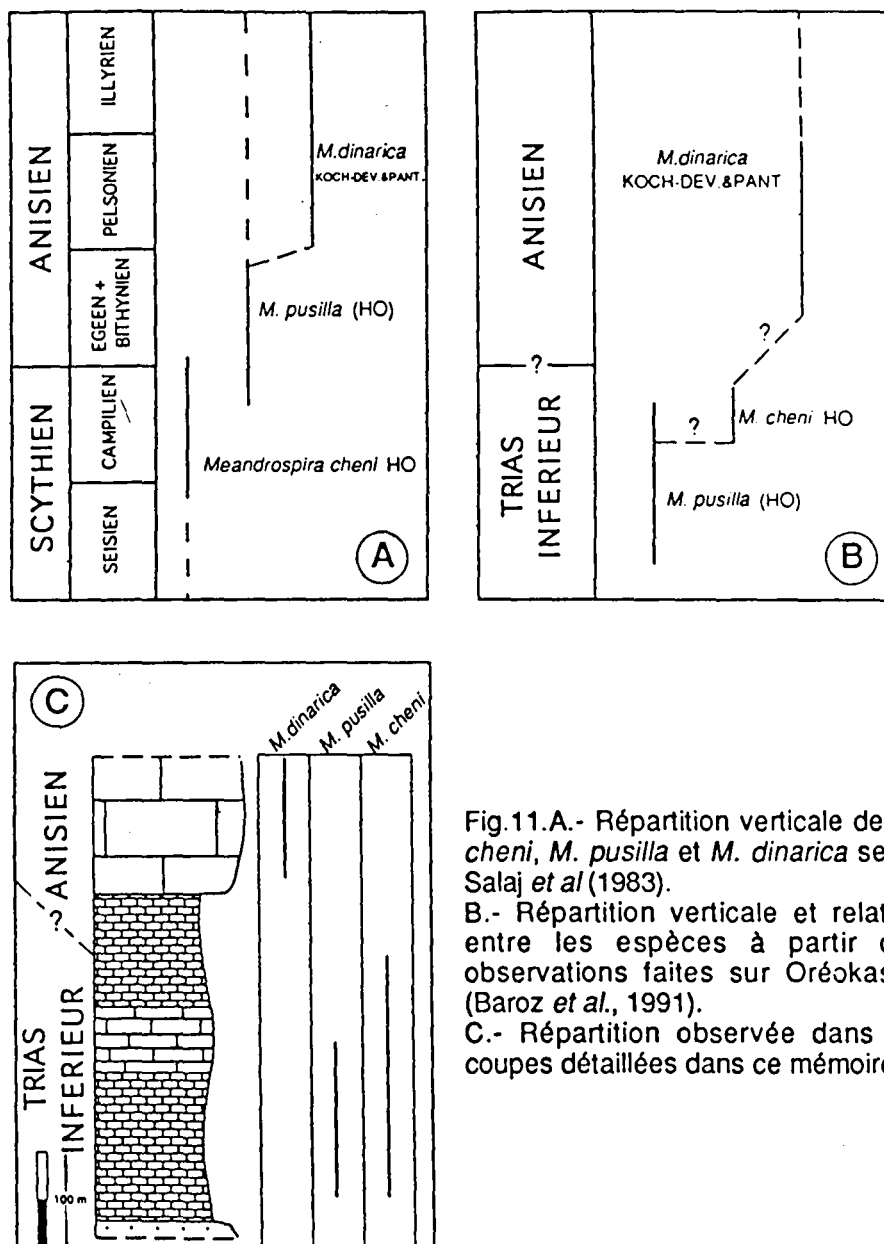 ANISIEN
ILLYRIEN
PELSONIEN
EGEEN +
BITHYNIEN
SCYTHIEN
CAMPILIEN
SEISIEN
M.dinarica
KOCH-DEV.&PANT.
M. pusilla (HO)
Meandrospira cheni HO
A
ANISIEN
?
TRIAS
INFERIEUR
M.dinarica
KOCH-DEV.&PANT
?
?
M. cheni HO
M. pusilla (HO)
B
C
M.dinarica
M. pusilla
M. cheni
ANISIEN
?
TRIAS
INFERIEUR
100 m
Fig.11.A.- Répartition verticale de
cheni, M. pusilla et M. dinarica se
Salaj et al (1983).
B.- Répartition verticale et relat
entre les espèces à partir
observations faites sur Oréokas
(Baroz et al., 1991).
C.- Répartition observée dans
coupes détaillées dans ce mémoire